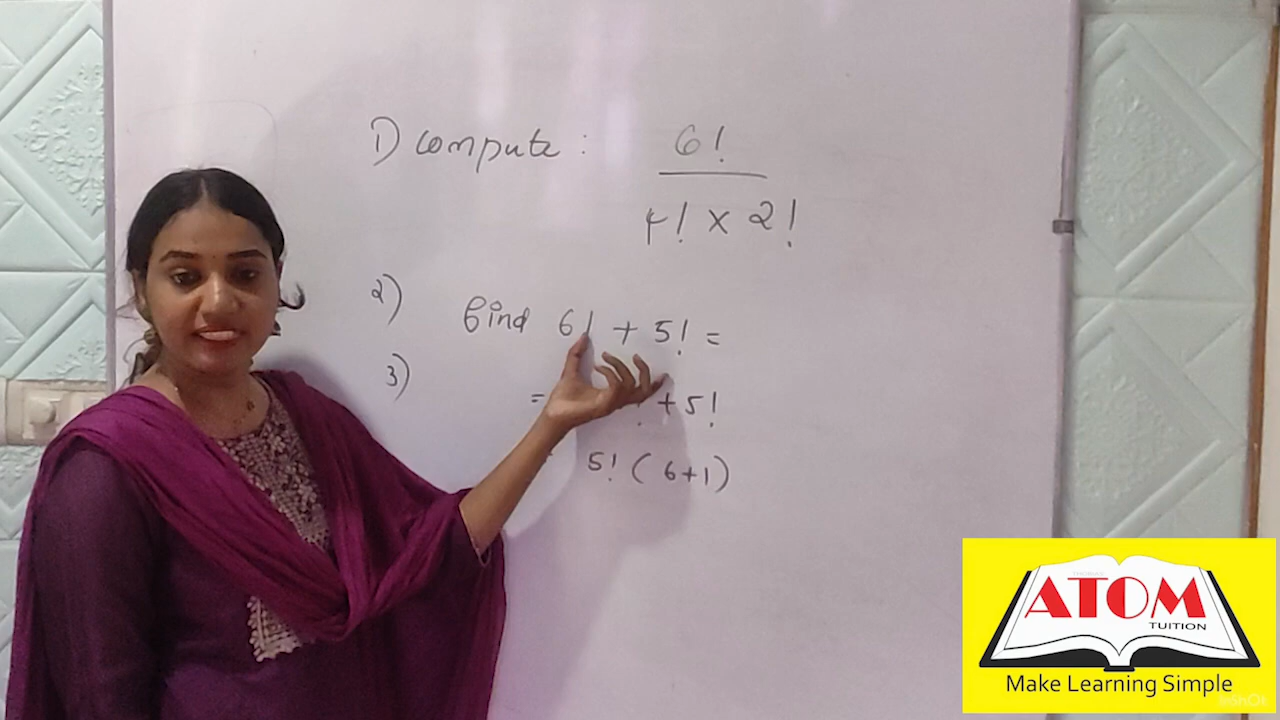 1) compute : 6!
4! x 2!
2) find 6! + 5! =
3)
= ! + 5!
5! ( 6+1)
ATOM
TUITION
Make Learning Simple